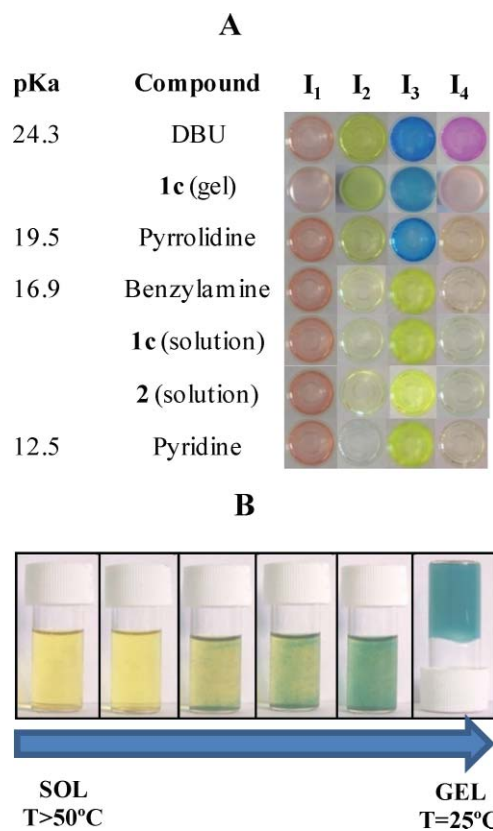 A
pKa Compound I₁ I₂ I₃ I₄
24.3 DBU
1c (gel)
19.5 Pyrrolidine
16.9 Benzylamine
1c (solution)
2 (solution)
12.5 Pyridine
B
SOL GEL
T>50ºC T=25ºC